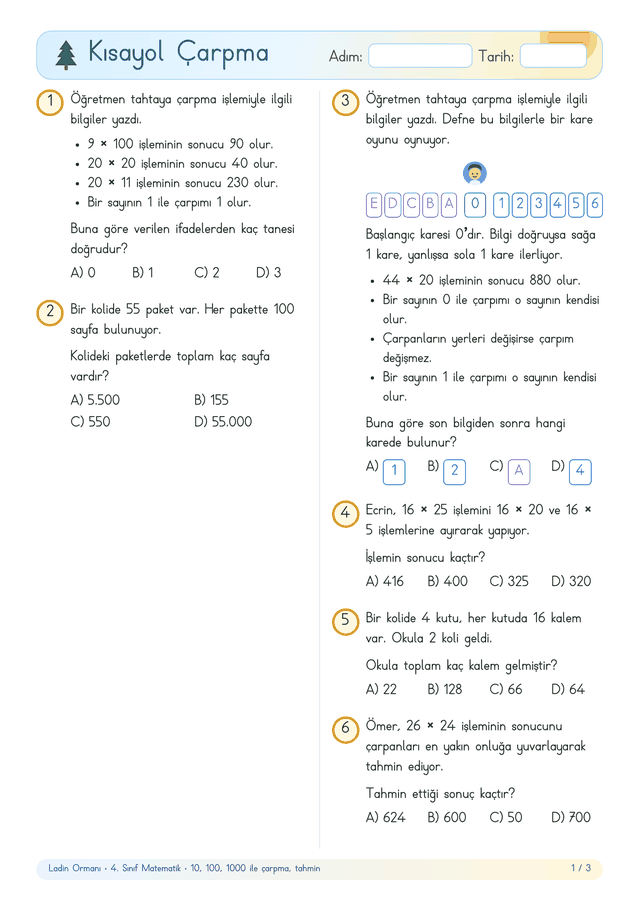 Kısayol Çarpma
Adım:
Tarih:
1
Öğretmen tahtaya çarpma işlemiyle ilgili
bilgiler yazdı.
• 9 × 100 işleminin sonucu 90 olur.
• 20 × 20 işleminin sonucu 40 olur.
• 20 × 11 işleminin sonucu 230 olur.
• Bir sayının 1 ile çarpımı 1 olur.
Buna göre verilen ifadelerden kaç tanesi
doğrudur?
A) 0 B) 1 C) 2 D) 3
2
Bir kolide 55 paket var. Her pakette 100
sayfa bulunuyor.
Kolideki paketlerde toplam kaç sayfa
vardır?
A) 5.500 B) 155
C) 550 D) 55.000
3
Öğretmen tahtaya çarpma işlemiyle ilgili
bilgiler yazdı. Defne bu bilgilerle bir kare
oyunu oynuyor.
E D C B A 0 1 2 3 4 5 6
Başlangıç karesi 0'dır. Bilgi doğruysa sağa
1 kare, yanlışsa sola 1 kare ilerliyor.
• 44 × 20 işleminin sonucu 880 olur.
• Bir sayının 0 ile çarpımı o sayının kendisi
olur.
• Çarpanların yerleri değişirse çarpım
değişmez.
• Bir sayının 1 ile çarpımı o sayının kendisi
olur.
Buna göre son bilgiden sonra hangi
karede bulunur?
A) 1 B) 2 C) A D) 4
4
Ecrin, 16 × 25 işlemini 16 × 20 ve 16 ×
5 işlemlerine ayırarak yapıyor.
İşlemin sonucu kaçtır?
A) 416 B) 400 C) 325 D) 320
5
Bir kolide 4 kutu, her kutuda 16 kalem
var. Okula 2 koli geldi.
Okula toplam kaç kalem gelmiştir?
A) 22 B) 128 C) 66 D) 64
6
Ömer, 26 × 24 işleminin sonucunu
çarpanları en yakın onluğa yuvarlayarak
tahmin ediyor.
Tahmin ettiği sonuç kaçtır?
A) 624 B) 600 C) 50 D) 700
Ladin Ormanı • 4. Sınıf Matematik • 10, 100, 1000 ile çarpma, tahmin
1 / 3